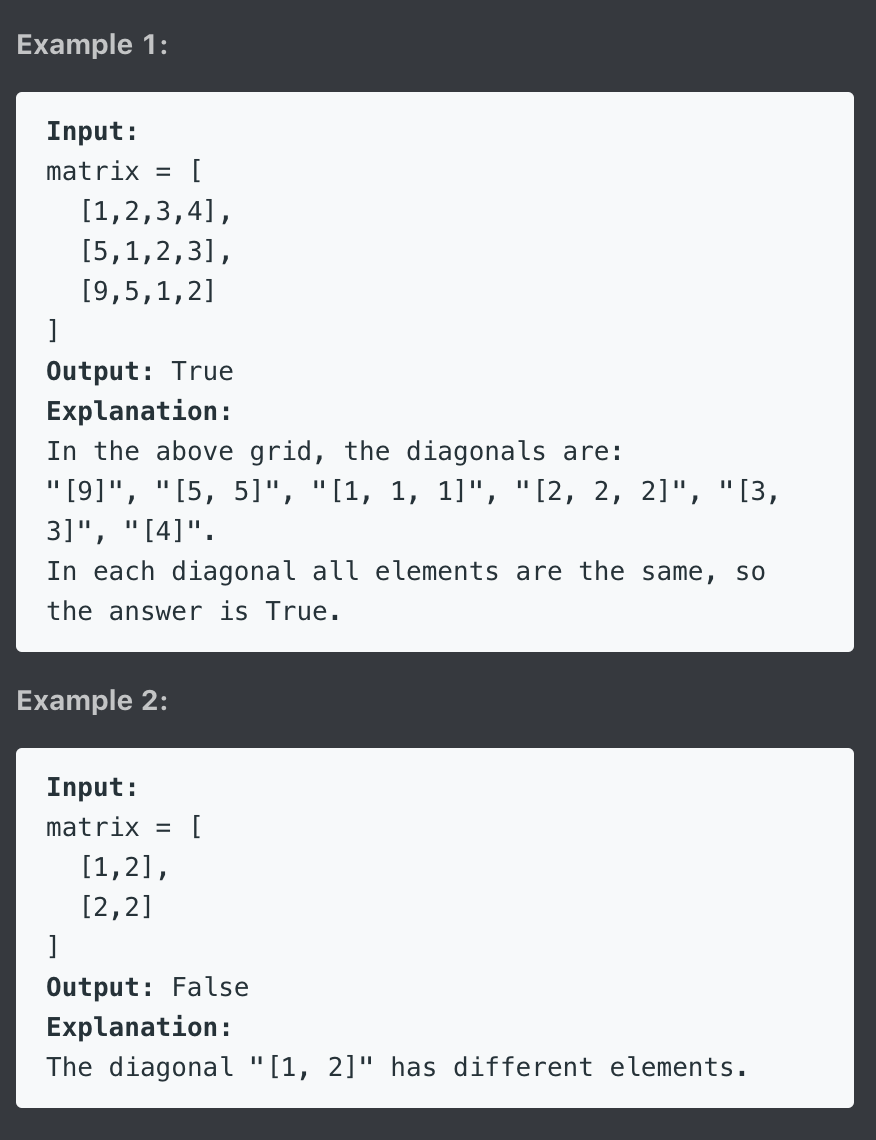 Example 1:
Input:
matrix = [
  [1,2,3,4],
  [5,1,2,3],
  [9,5,1,2]
]
Output: True
Explanation:
In the above grid, the diagonals are:
"[9]", "[5, 5]", "[1, 1, 1]", "[2, 2, 2]", "[3,
3]", "[4]".
In each diagonal all elements are the same, so
the answer is True.
Example 2:
Input:
matrix = [
  [1,2],
  [2,2]
]
Output: False
Explanation:
The diagonal "[1, 2]" has different elements.